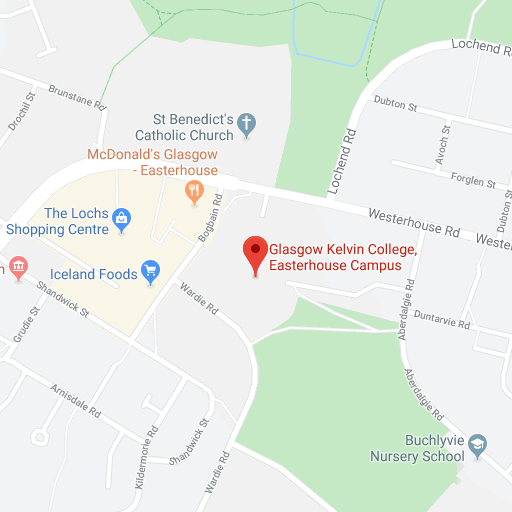 Lochend Rd
Brunstane Rd
Drochil St
Dubton St
St Benedict's
Catholic Church
Avoch St
Lochend Rd
McDonald's Glasgow
- Easterhouse
Forglen St
Dubton St
The Lochs
Shopping Centre
Bogbain Rd
Westerhouse Rd
Wester
Glasgow Kelvin College,
Easterhouse Campus
n
Iceland Foods
Shandwick St
Wardie Rd
Aberdalgie Rd
Duntarvie Rd
Grudie St
Arnisdale Rd
Aberdalgie Rd
Kildermorie Rd
Shandwick St
Wardie Rd
Buchlyvie
Nursery School